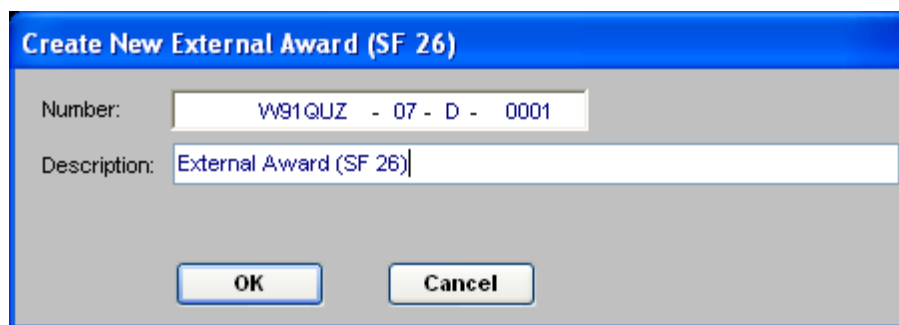 Create New External Award (SF 26)
Number: W91QUZ - 07 - D - 0001
Description: External Award (SF 26)
OK Cancel